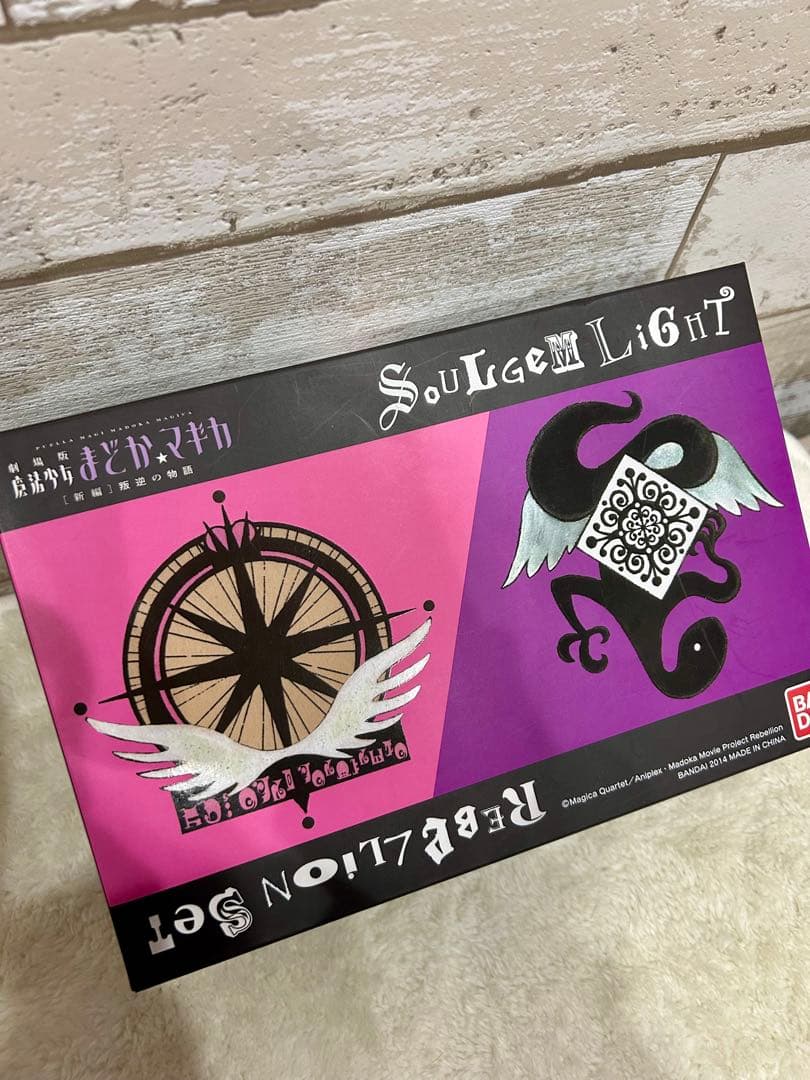 SOULGEM LiGHT
PUELLA MAGI MADOKA MAGICA
劇場版
魔法少女まどか★マギカ
[新編]叛逆の物語
REBELLiON SET
©Magica Quartet/Aniplex・Madoka Movie Project Rebellion
BANDAI 2014 MADE IN CHINA